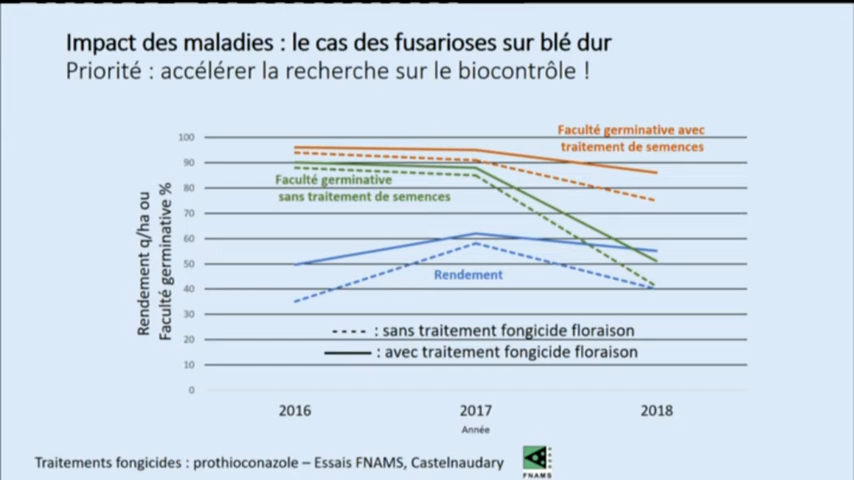 Impact des maladies : le cas des fusarioses sur blé dur
Priorité : accélérer la recherche sur le biocontrôle !
Faculté germinative avec
traitement de semences
Faculté germinative
sans traitement de semences
Rendement
Rendement q/ha ou
Faculté germinative %
100
90
80
70
60
50
40
30
20
10
0
: sans traitement fongicide floraison
: avec traitement fongicide floraison
2016
2017
2018
Année
Traitements fongicides : prothioconazole – Essais FNAMS, Castelnaudary
FNAMS